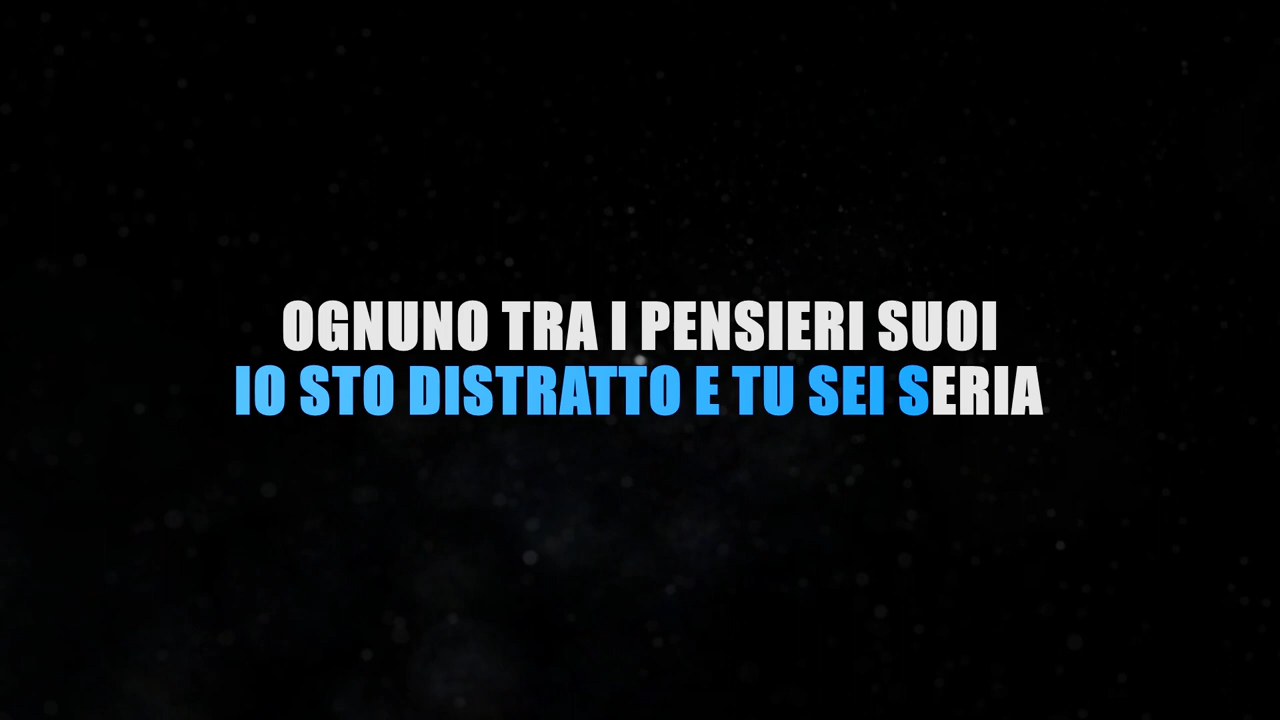 OGNUNO TRA I PENSIERI SUOI
IO STO DISTRATTO E TU SEI SERIA